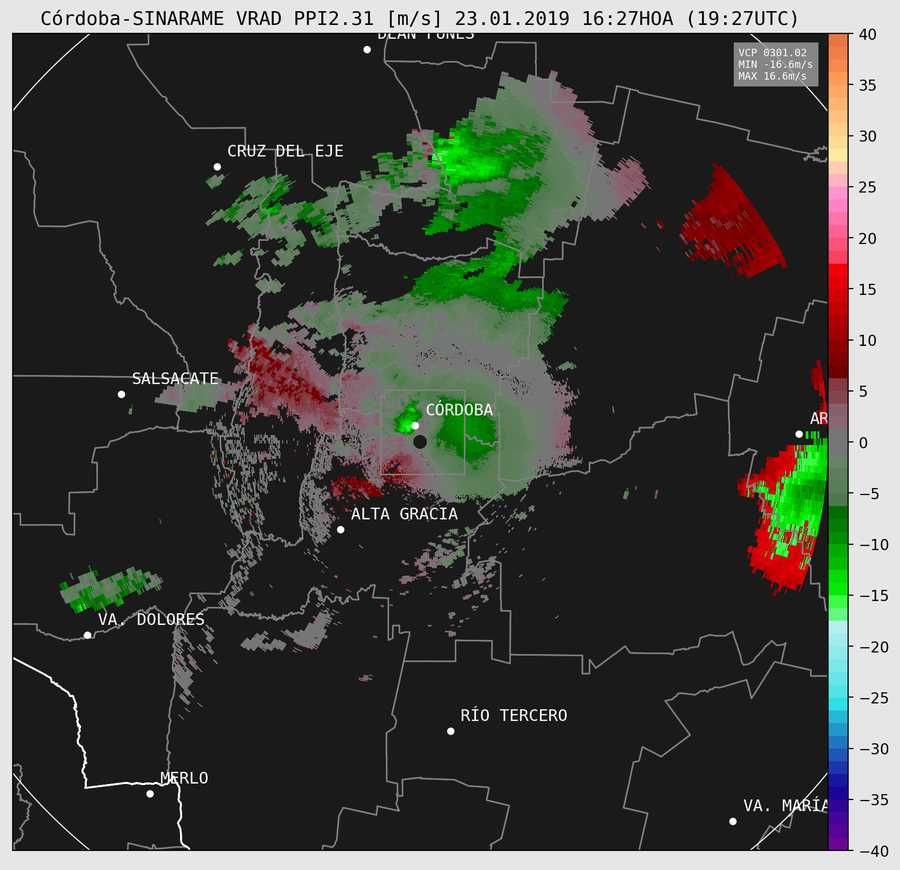 Córdoba-SINARAME VRAD PPI2.31 [m/s] 23.01.2019 16:27HOA (19:27UTC)
DEÁN FUNES
VCP 0301.02
MIN -16.6m/s
MAX 16.6m/s
CRUZ DEL EJE
SALSACATE
CÓRDOBA
AR
ALTA GRACIA
VA. DOLORES
RÍO TERCERO
MERLO
VA. MARÍA
40
35
30
25
20
15
10
5
0
−5
−10
−15
−20
−25
−30
−35
−40